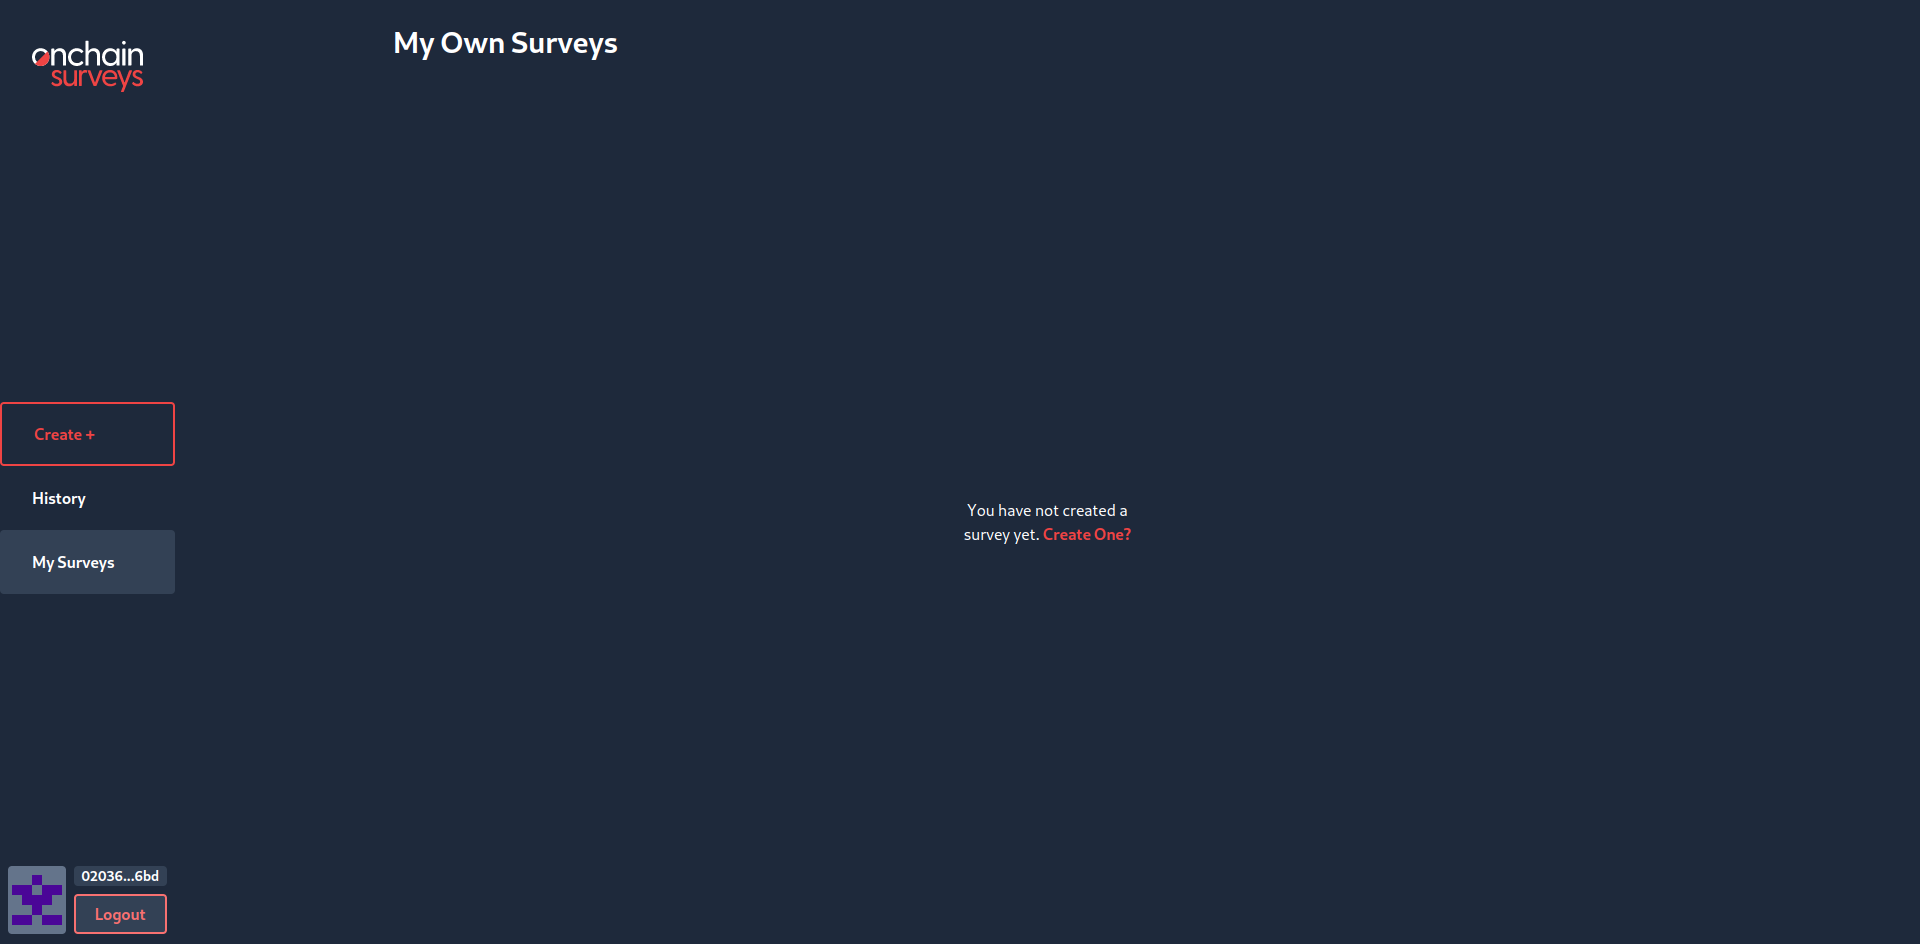 onchain
surveys
My Own Surveys
Create +
History
My Surveys
You have not created a
survey yet. Create One?
02036...6bd
Logout